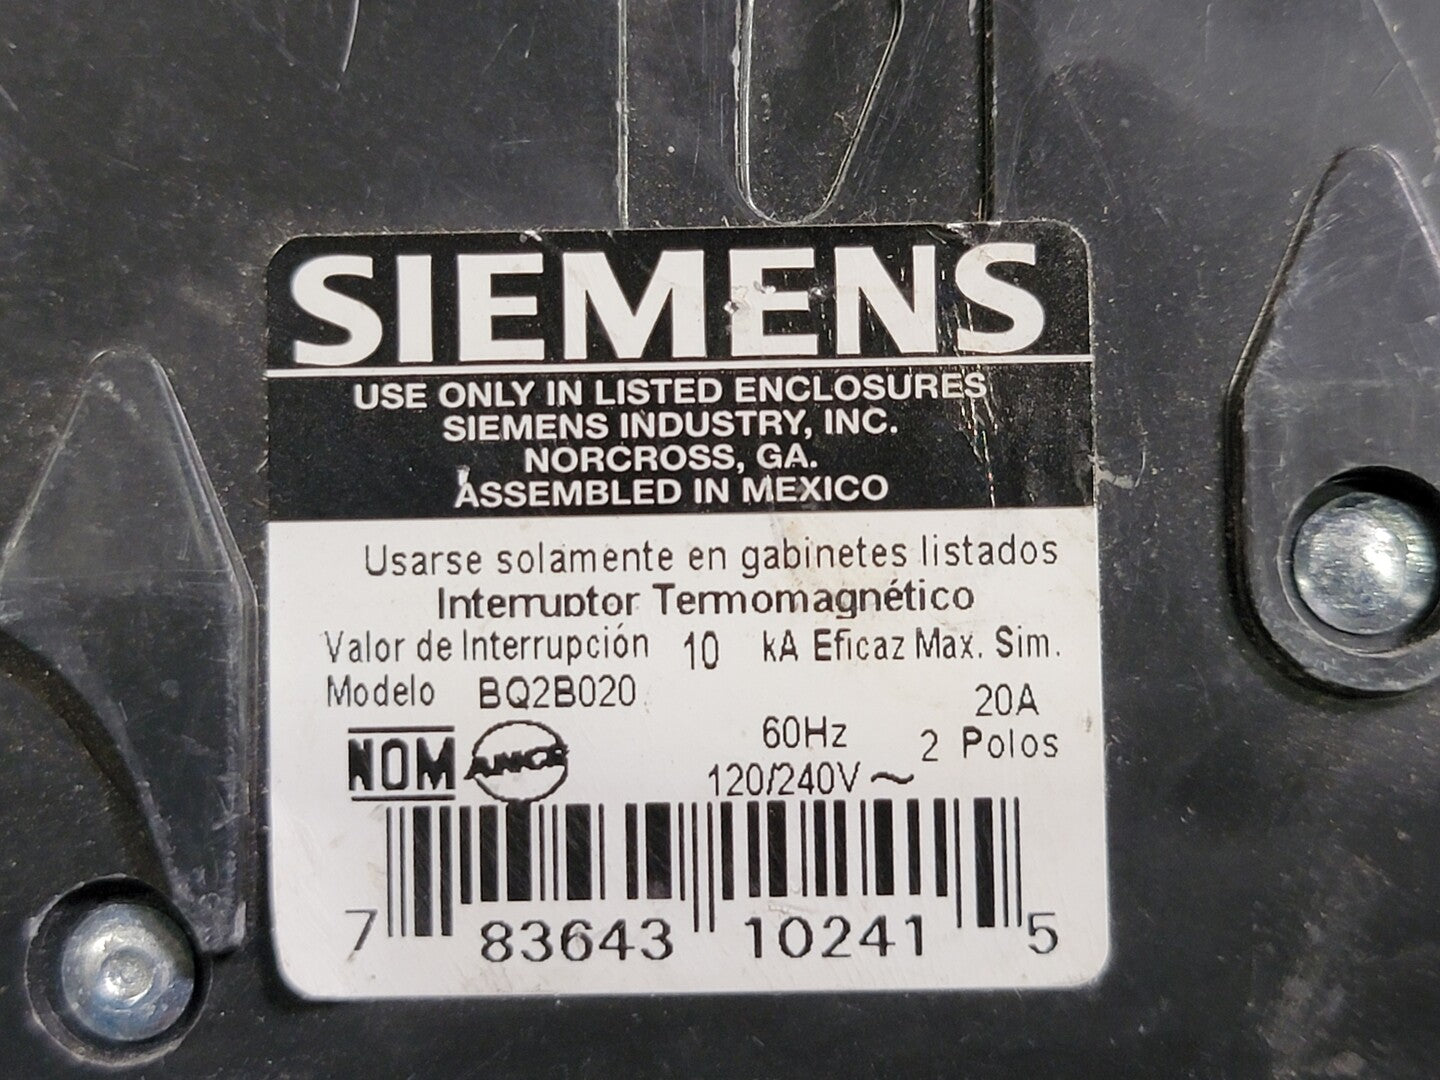 SIEMENS
USE ONLY IN LISTED ENCLOSURES
SIEMENS INDUSTRY, INC.
NORCROSS, GA.
ASSEMBLED IN MEXICO
Usarse solamente en gabinetes listados
Interruptor Termomagnético
Valor de Interrupción 10 kA Eficaz Max. Sim.
Modelo BQ2B020 20A
60Hz 2 Polos
NOM ANCE 120/240V ~
7 83643 10241 5